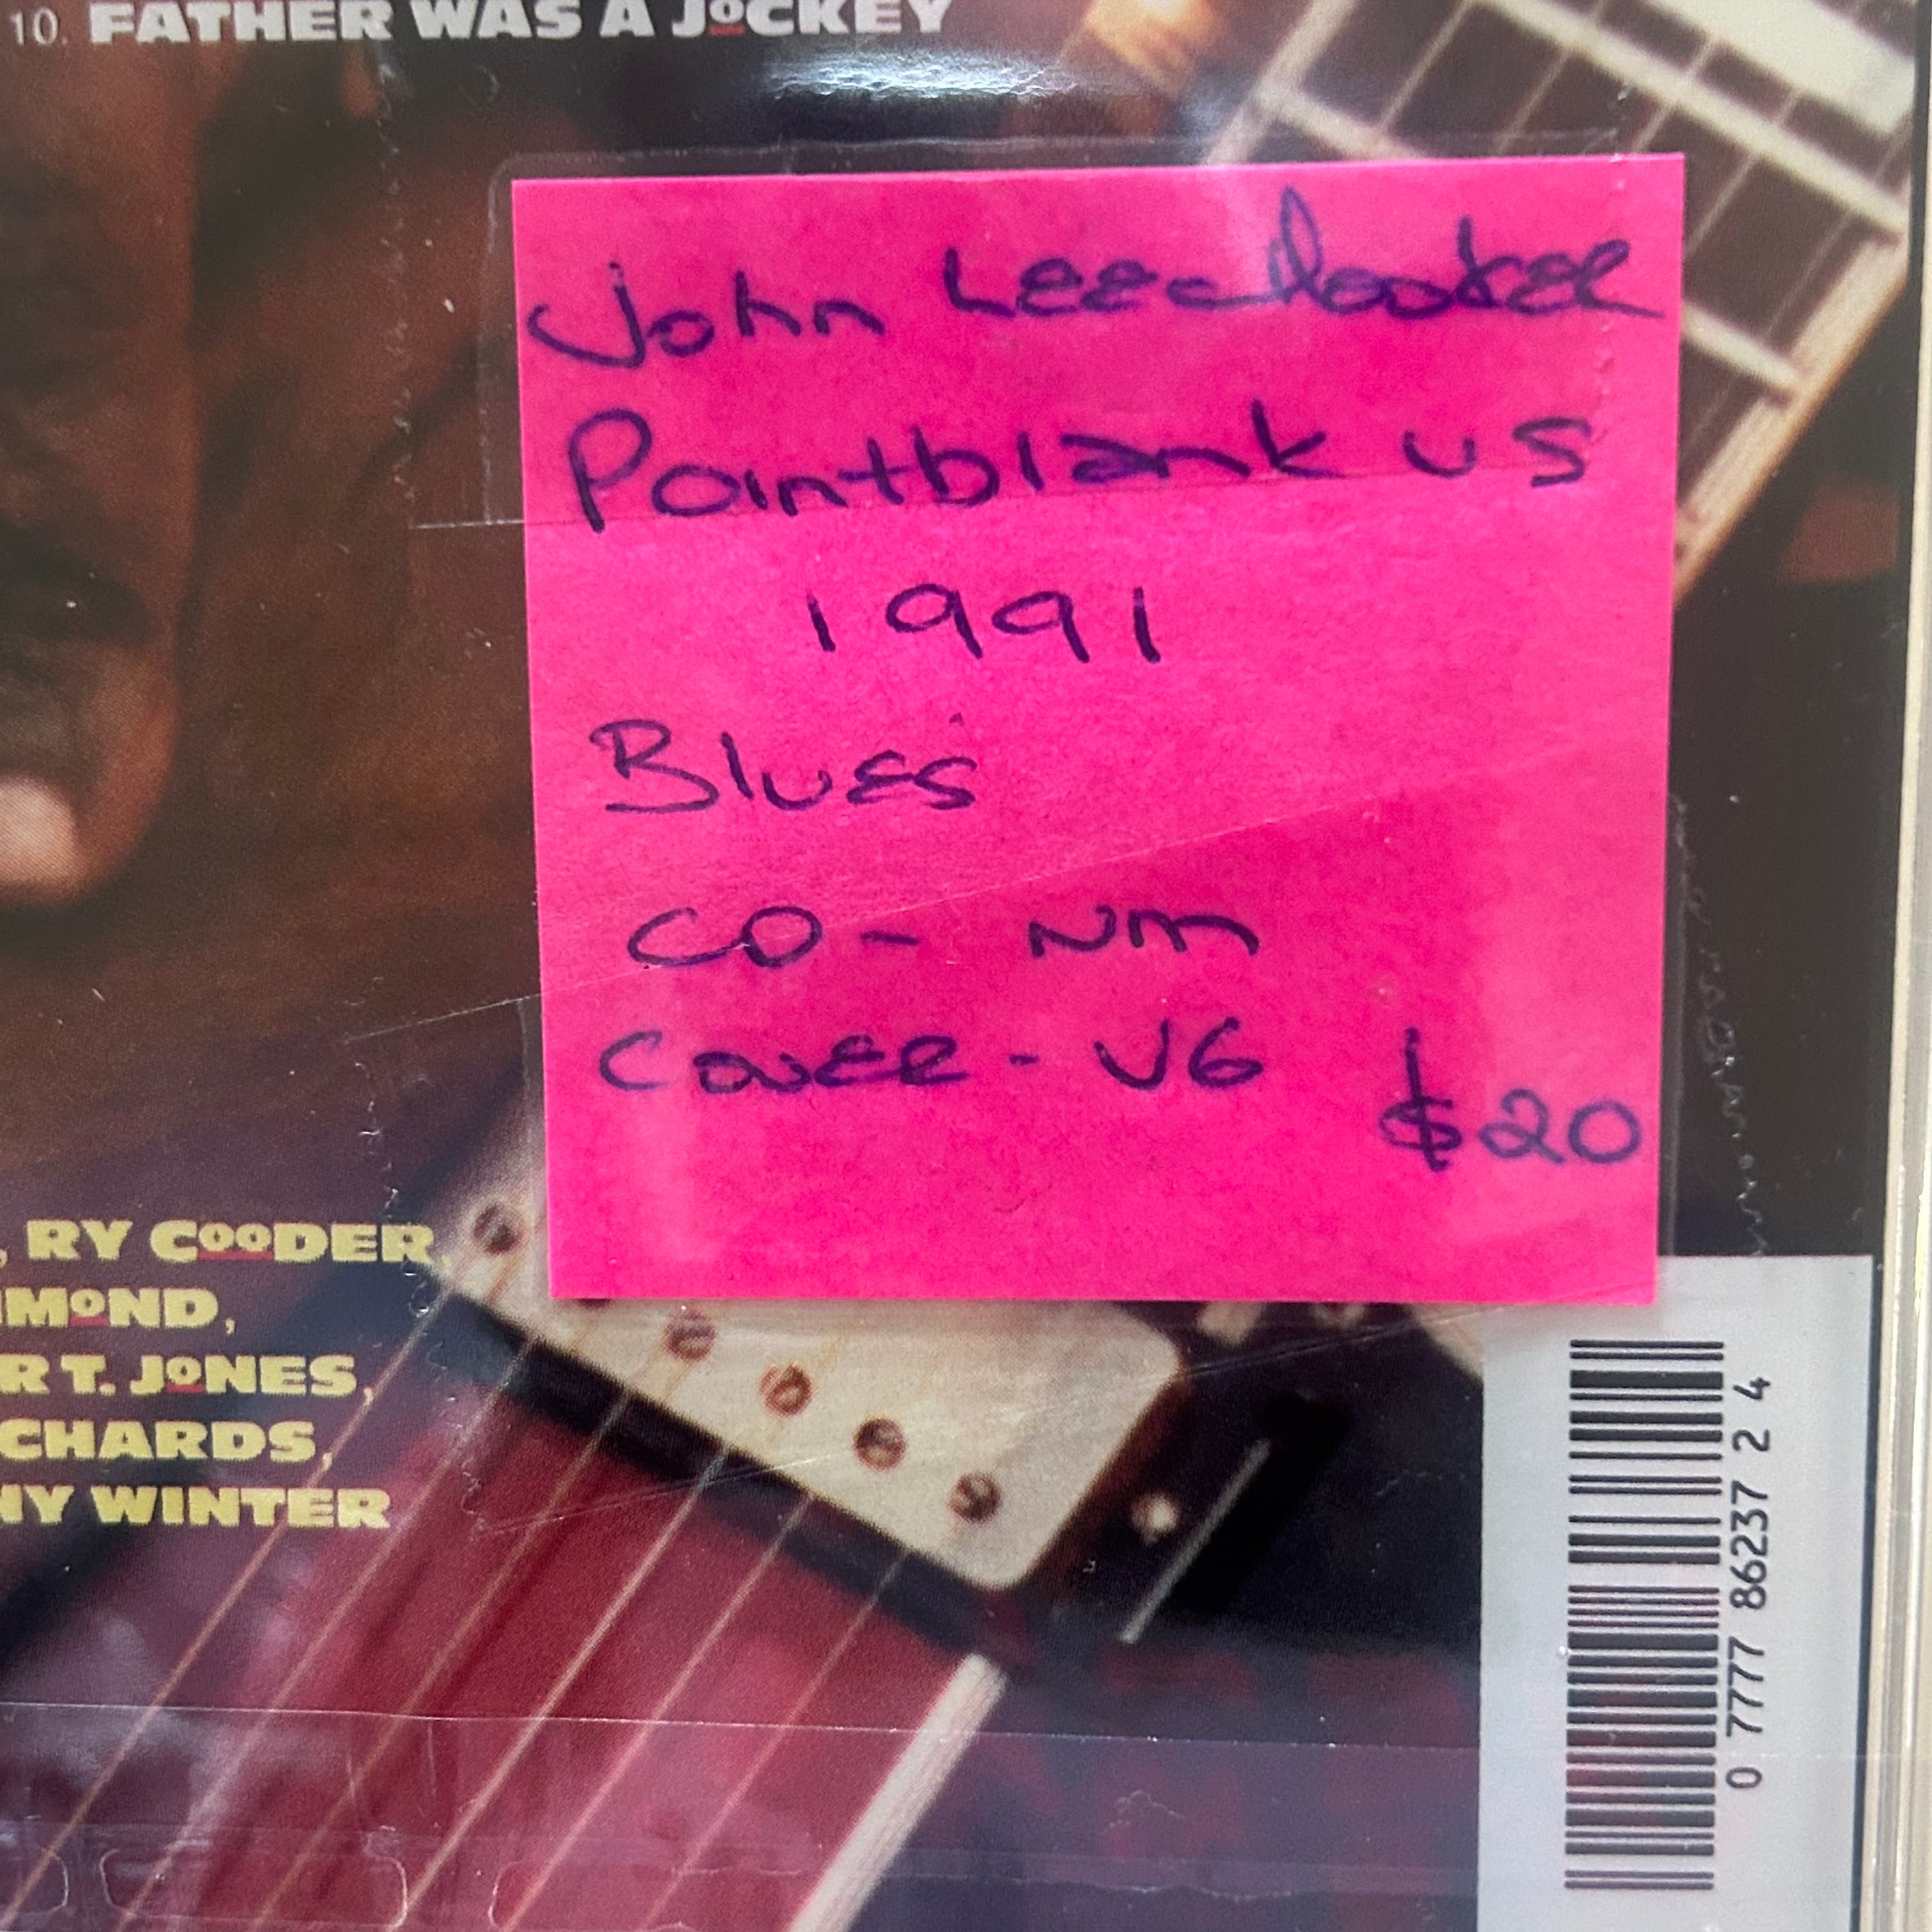 10. FATHER WAS A JOCKEY
John Lee Hooker
Pointblank US
1991
Blues
CD - NM
Cover - VG
$20
, RY COODER,
MMOND,
R T. JONES,
CHARDS,
NY WINTER
0 7777 86237 2 4